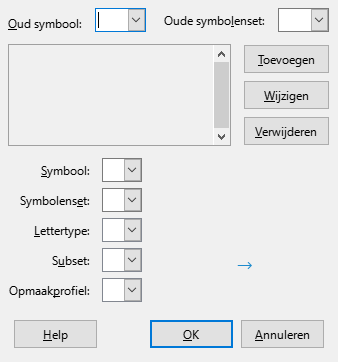 Oud symbool: Oude symbolenset:
Toevoegen
Wijzigen
Verwijderen
Symbool:
Symbolenset:
Lettertype:
Subset:
Opmaakprofiel:
Help OK Annuleren